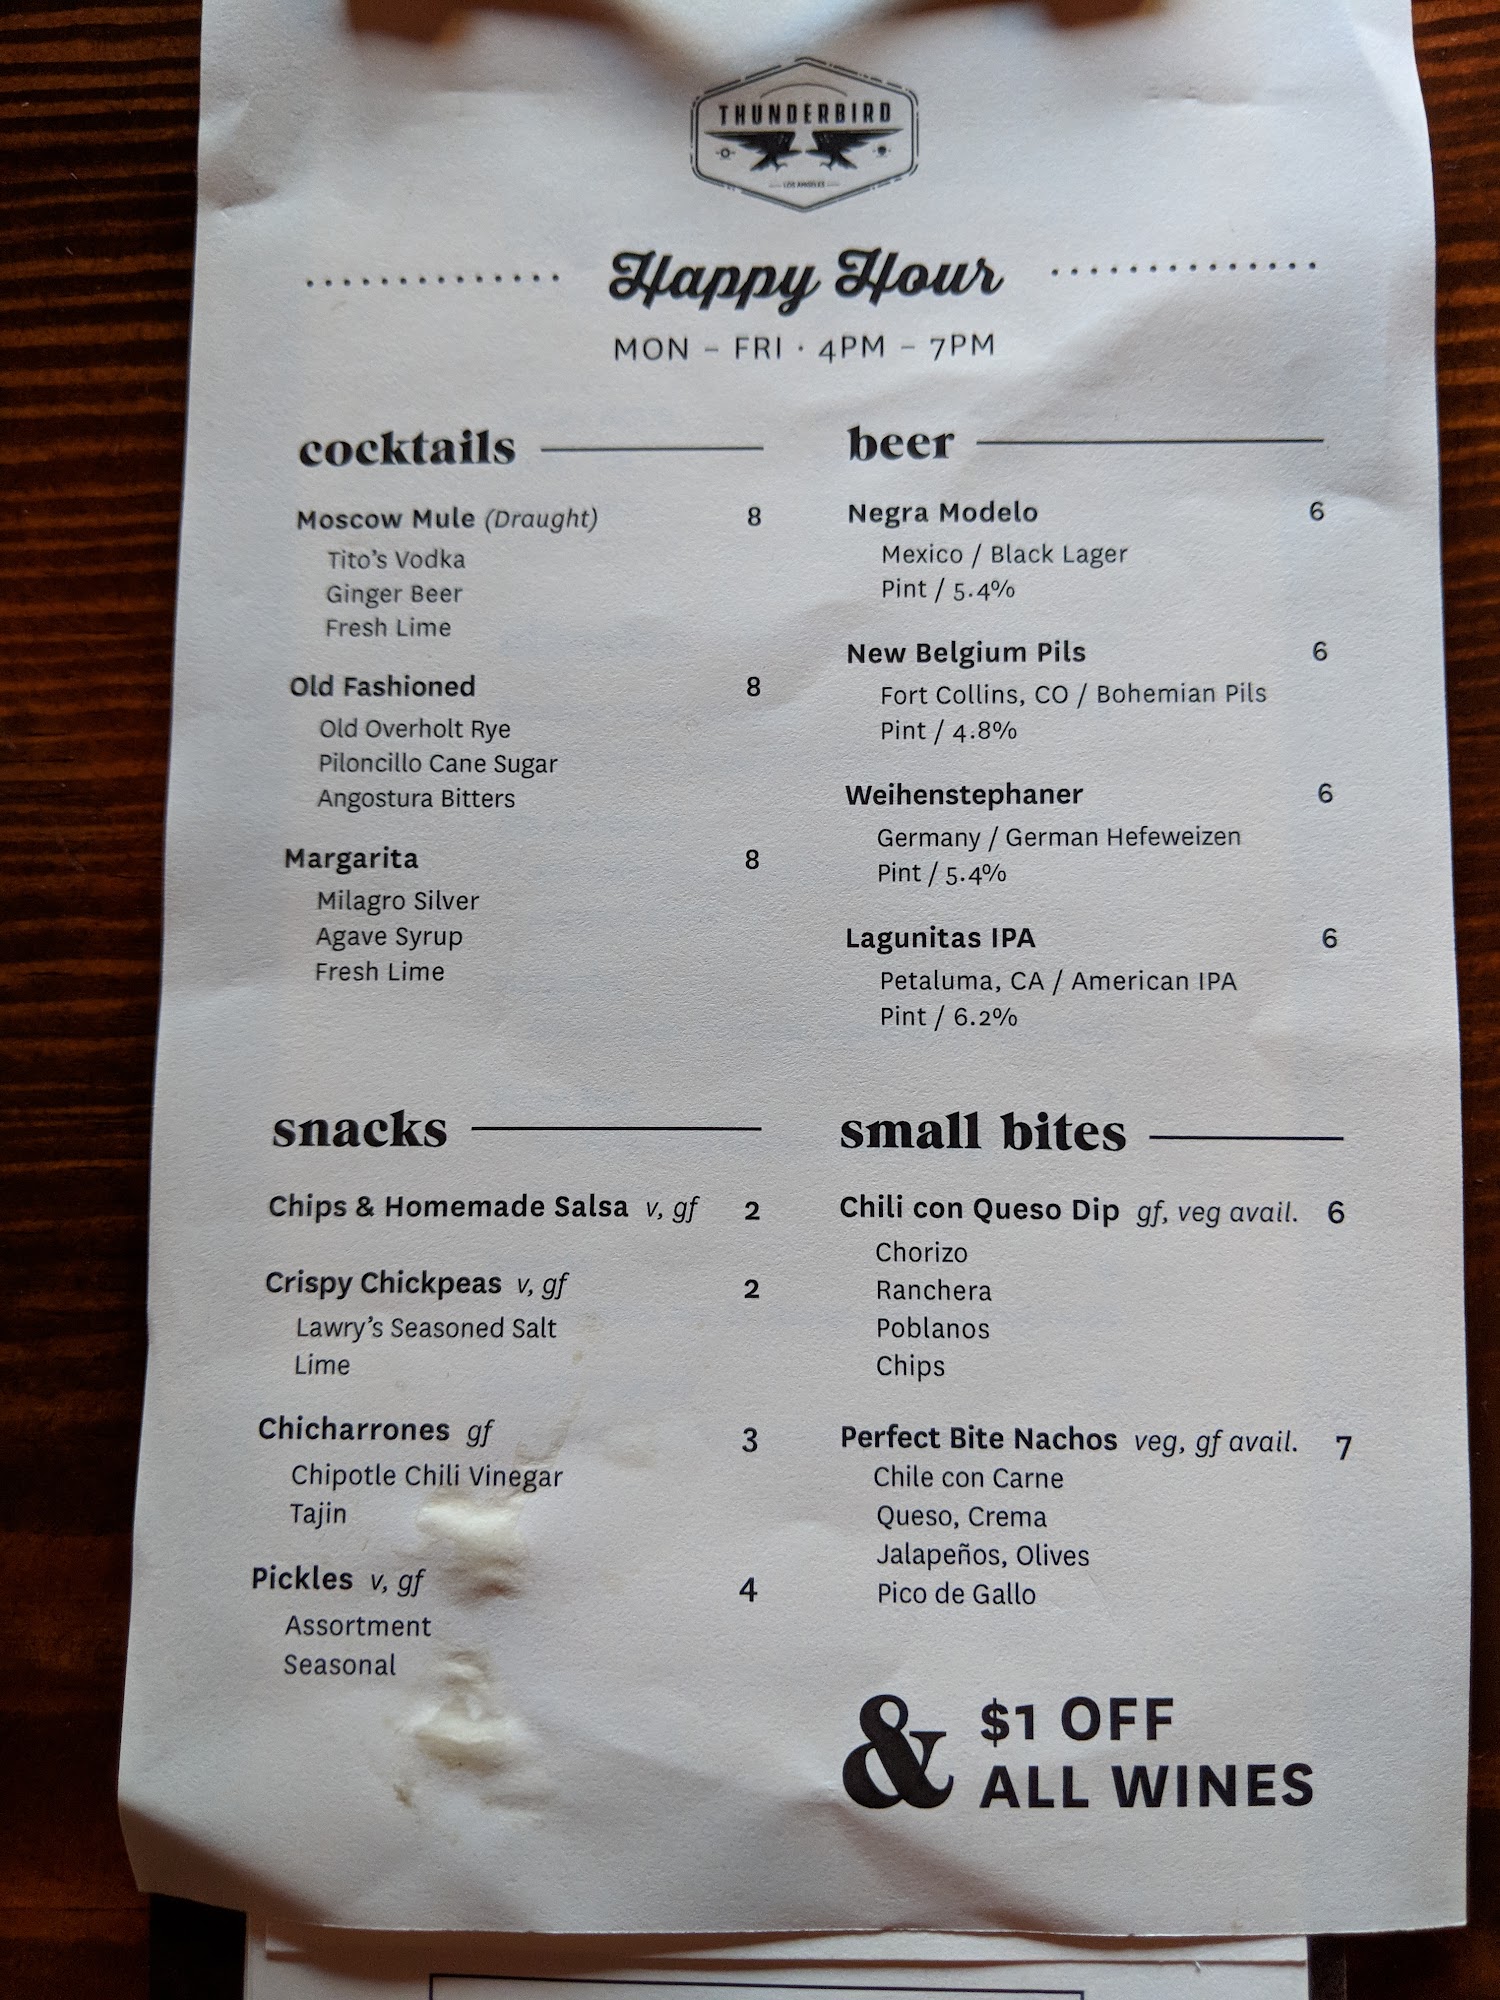 THUNDERBIRD
LOS ANGELES
Happy Hour
MON – FRI · 4PM – 7PM
cocktails
Moscow Mule (Draught) 8
Tito's Vodka
Ginger Beer
Fresh Lime
Old Fashioned 8
Old Overholt Rye
Piloncillo Cane Sugar
Angostura Bitters
Margarita 8
Milagro Silver
Agave Syrup
Fresh Lime
beer
Negra Modelo 6
Mexico / Black Lager
Pint / 5.4%
New Belgium Pils 6
Fort Collins, CO / Bohemian Pils
Pint / 4.8%
Weihenstephaner 6
Germany / German Hefeweizen
Pint / 5.4%
Lagunitas IPA 6
Petaluma, CA / American IPA
Pint / 6.2%
snacks
Chips & Homemade Salsa v, gf 2
Crispy Chickpeas v, gf 2
Lawry's Seasoned Salt
Lime
Chicharrones gf 3
Chipotle Chili Vinegar
Tajin
Pickles v, gf 4
Assortment
Seasonal
small bites
Chili con Queso Dip gf, veg avail. 6
Chorizo
Ranchera
Poblanos
Chips
Perfect Bite Nachos veg, gf avail. 7
Chile con Carne
Queso, Crema
Jalapeños, Olives
Pico de Gallo
& $1 OFF
ALL WINES